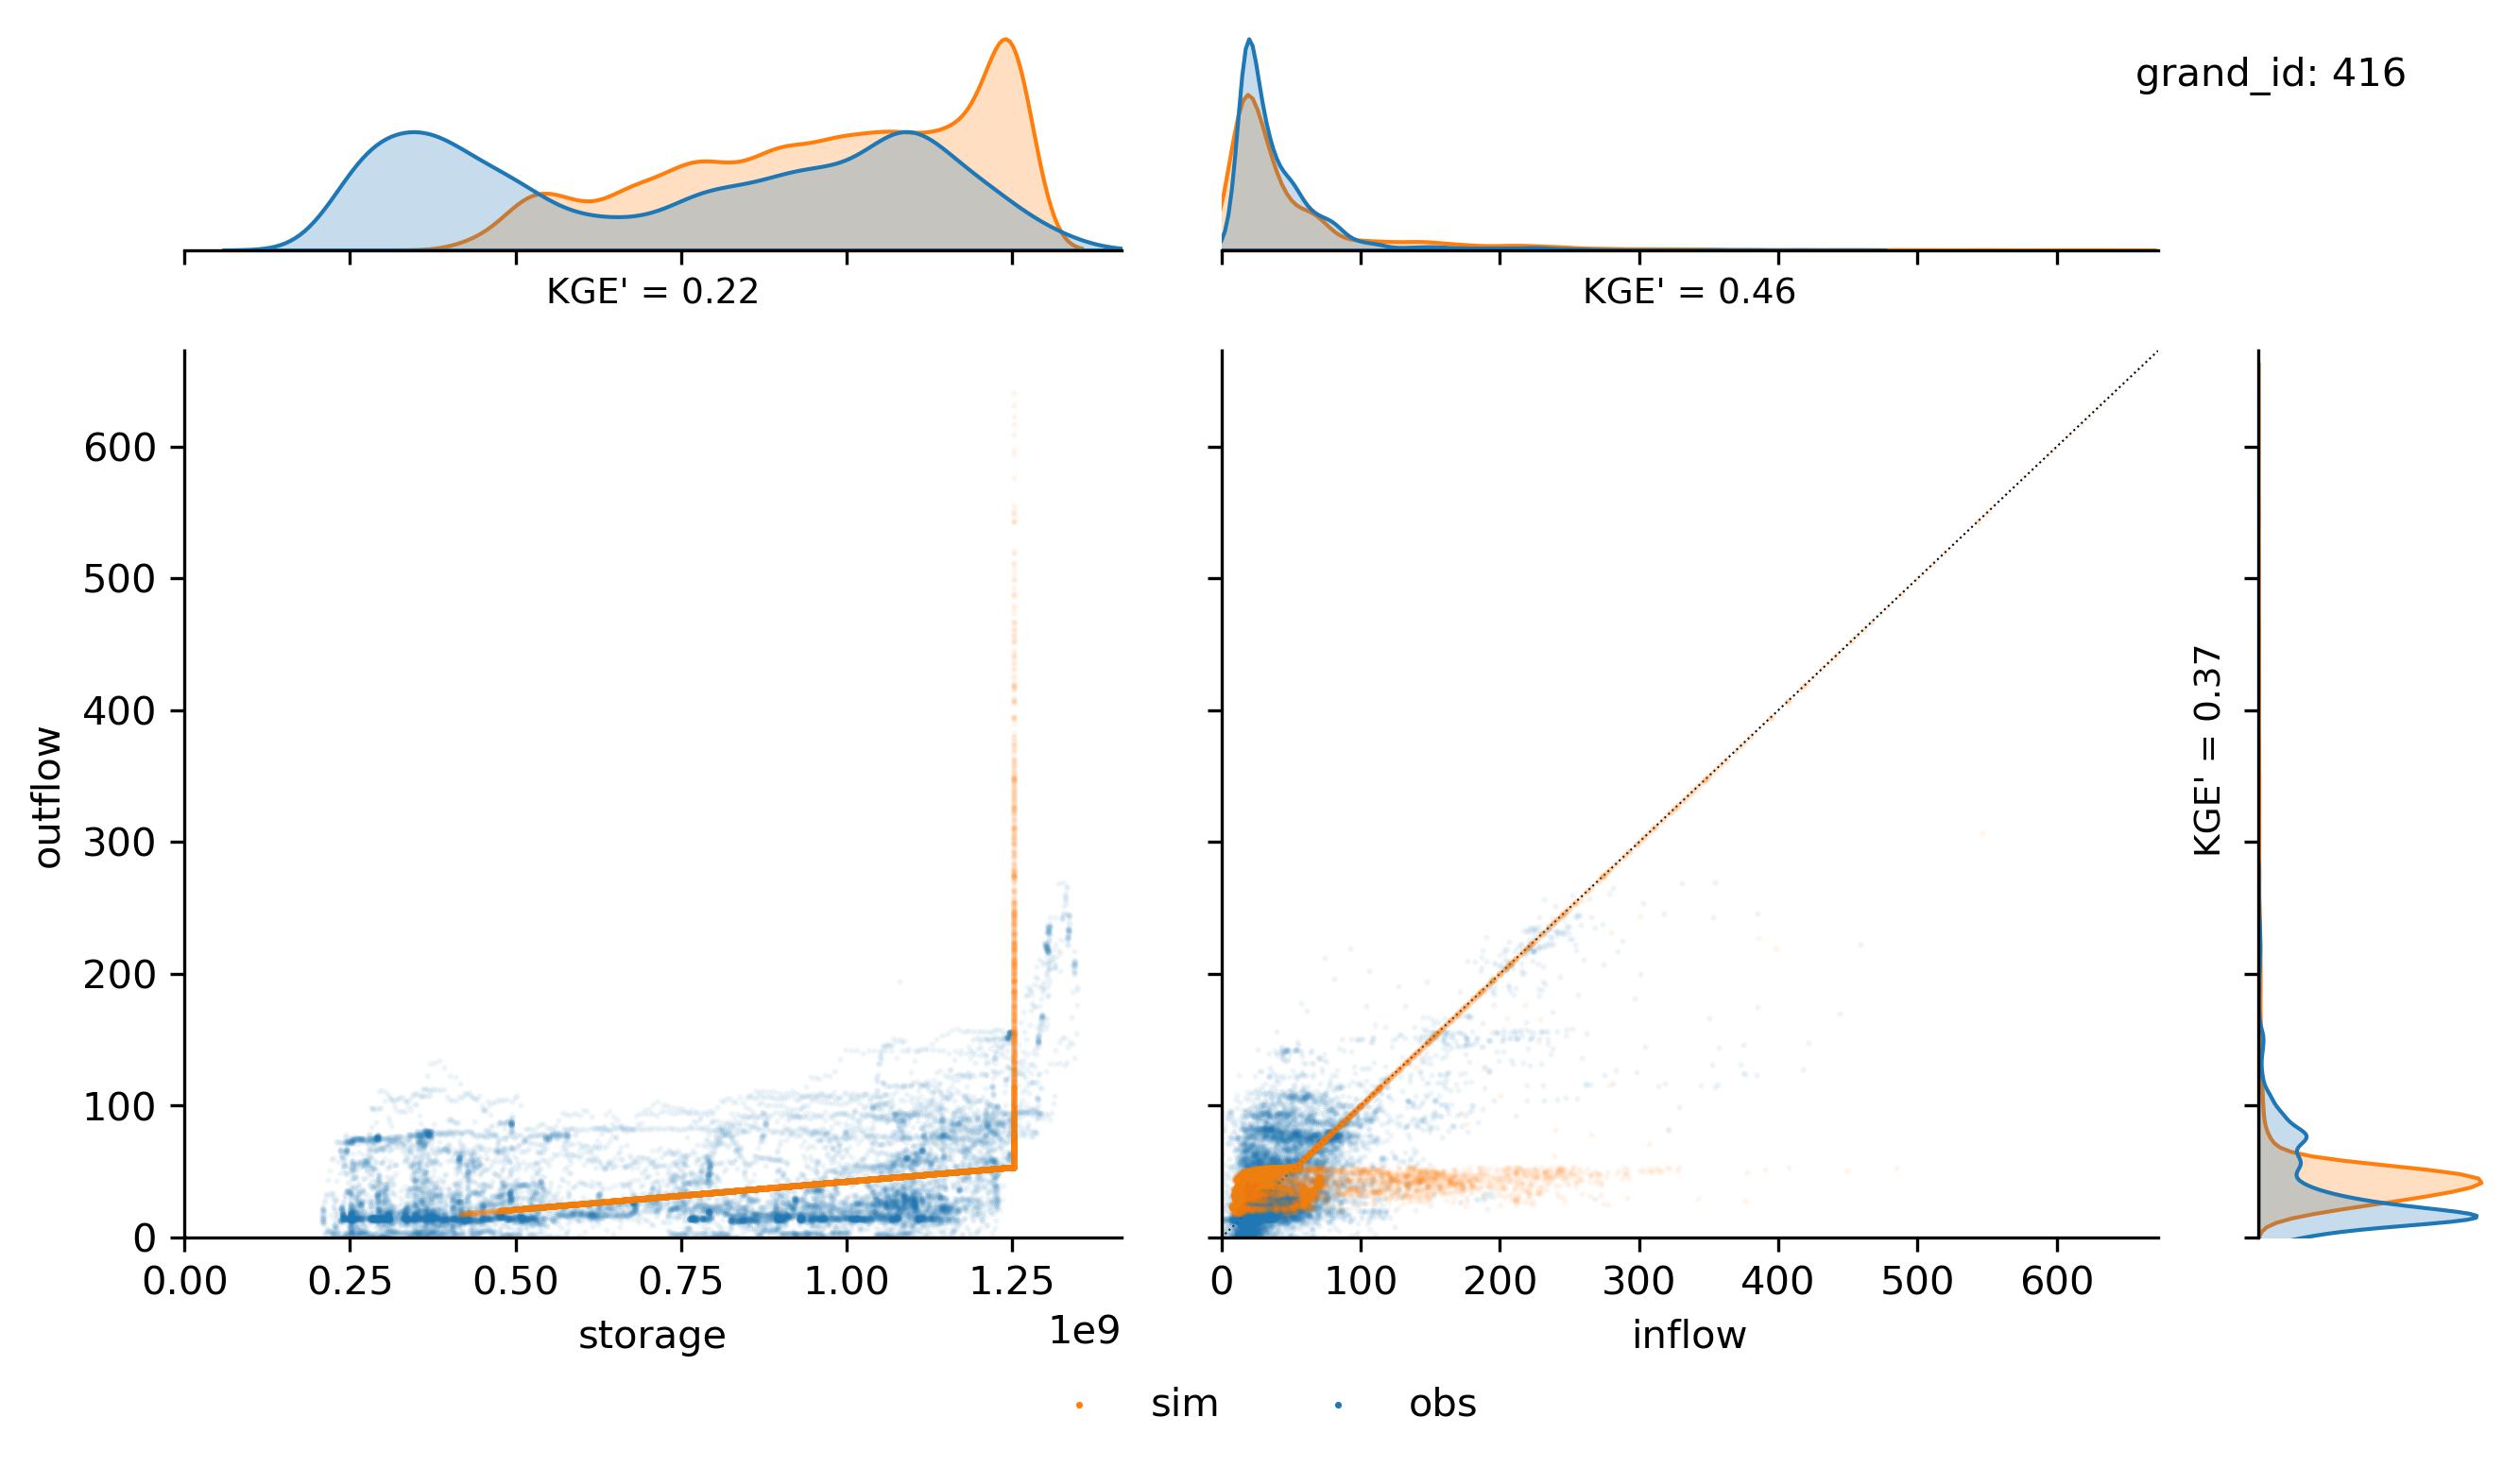 grand_id: 416
KGE' = 0.22
KGE' = 0.46
outflow
600
500
400
300
200
100
0
0.00 0.25 0.50 0.75 1.00 1.25
1e9
storage
KGE' = 0.37
0 100 200 300 400 500 600
inflow
sim obs